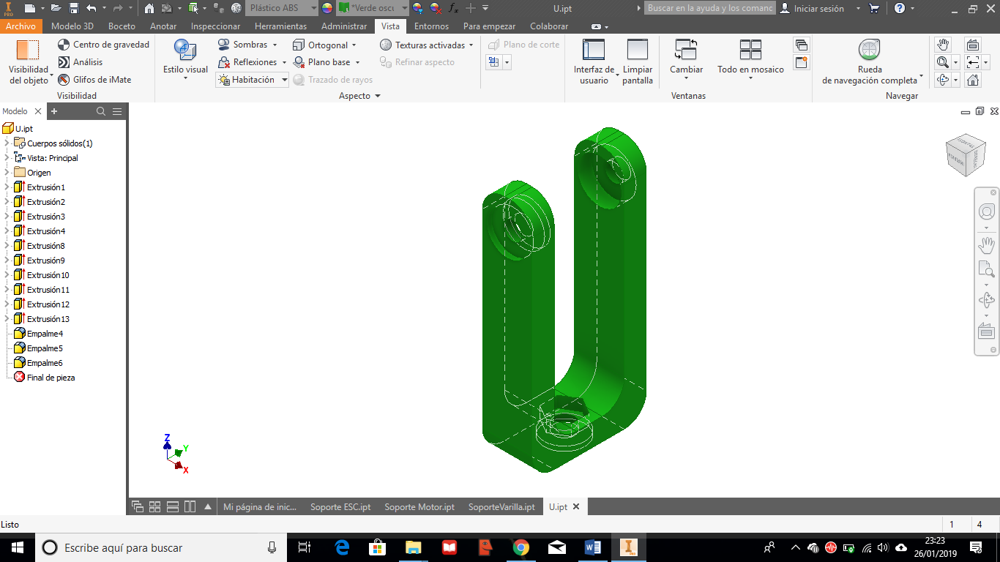 PRO
Plástico ABS
*Verde oscu
fx
U.ipt
Buscar en la ayuda y los comanc
Iniciar sesión
Archivo
Modelo 3D
Boceto
Anotar
Inspeccionar
Herramientas
Administrar
Vista
Entornos
Para empezar
Colaborar
Visibilidad
del objeto
Centro de gravedad
Análisis
Glifos de iMate
Visibilidad
Estilo visual
Sombras
Reflexiones
Habitación
Ortogonal
Plano base
Trazado de rayos
Texturas activadas
Refinar aspecto
Aspecto
Plano de corte
Interfaz de
usuario
Limpiar
pantalla
Cambiar
Todo en mosaico
Ventanas
Rueda
de navegación completa
Navegar
Modelo
U.ipt
Cuerpos sólidos(1)
Vista: Principal
Origen
Extrusión1
Extrusión2
Extrusión3
Extrusión4
Extrusión8
Extrusión9
Extrusión10
Extrusión11
Extrusión12
Extrusión13
Empalme4
Empalme5
Empalme6
Final de pieza
Z
Y
X
Mi página de inic...
Soporte ESC.ipt
Soporte Motor.ipt
SoporteVarilla.ipt
U.ipt
Listo
1
4
Escribe aquí para buscar
23:23
26/01/2019